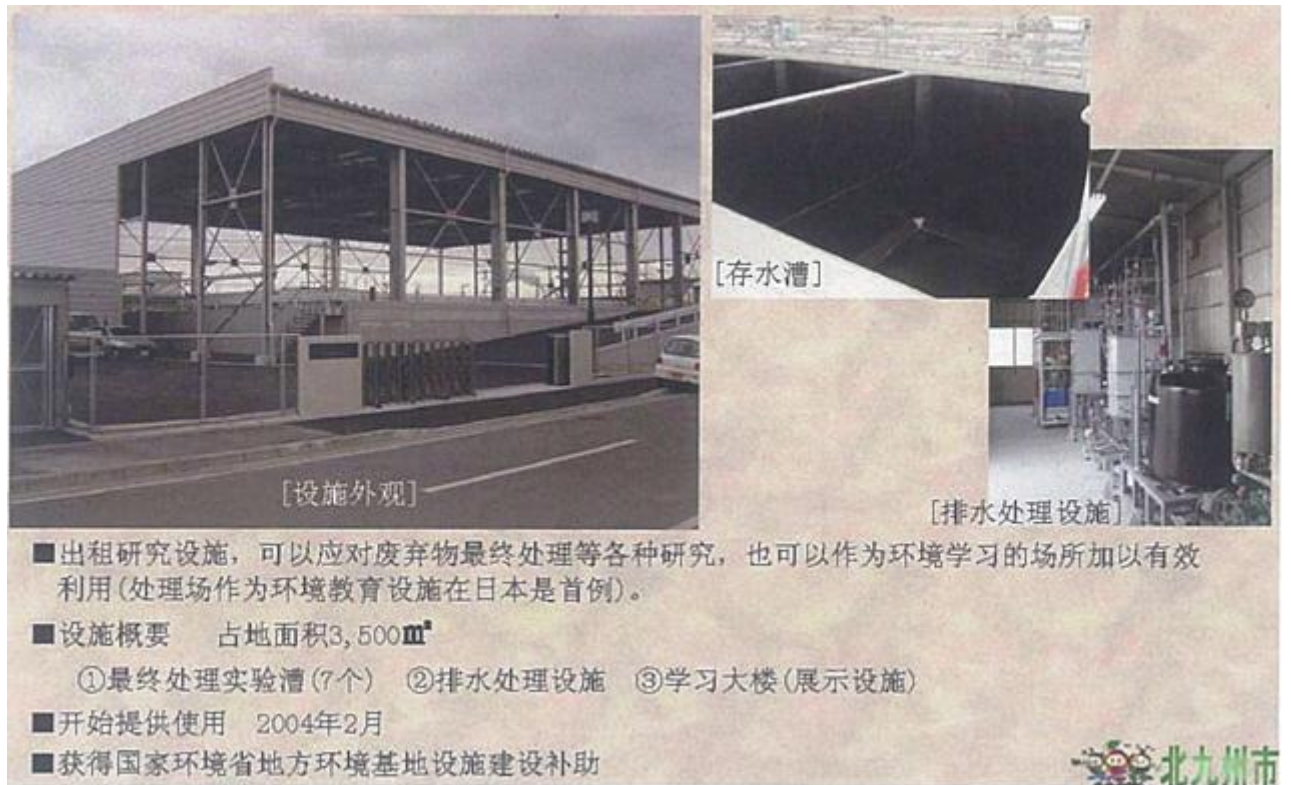 [存水漕]
[设施外观]
[排水处理设施]
■出租研究设施，可以应对废弃物最终处理等各种研究，也可以作为环境学习的场所加以有效
利用(处理场作为环境教育设施在日本是首例)。
■设施概要 占地面积3,500㎡
①最终处理实验漕(7个) ②排水处理设施 ③学习大楼(展示设施)
■开始提供使用 2004年2月
■获得国家环境省地方环境基地设施建设补助
北九州市